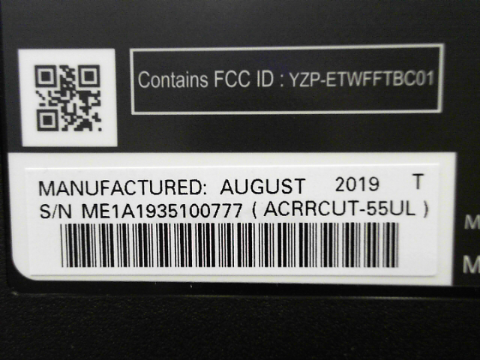 Contains FCC ID : YZP-ETWFFTBC01
MANUFACTURED: AUGUST 2019 T
S/N ME1A1935100777 ( ACRRCUT-55UL )